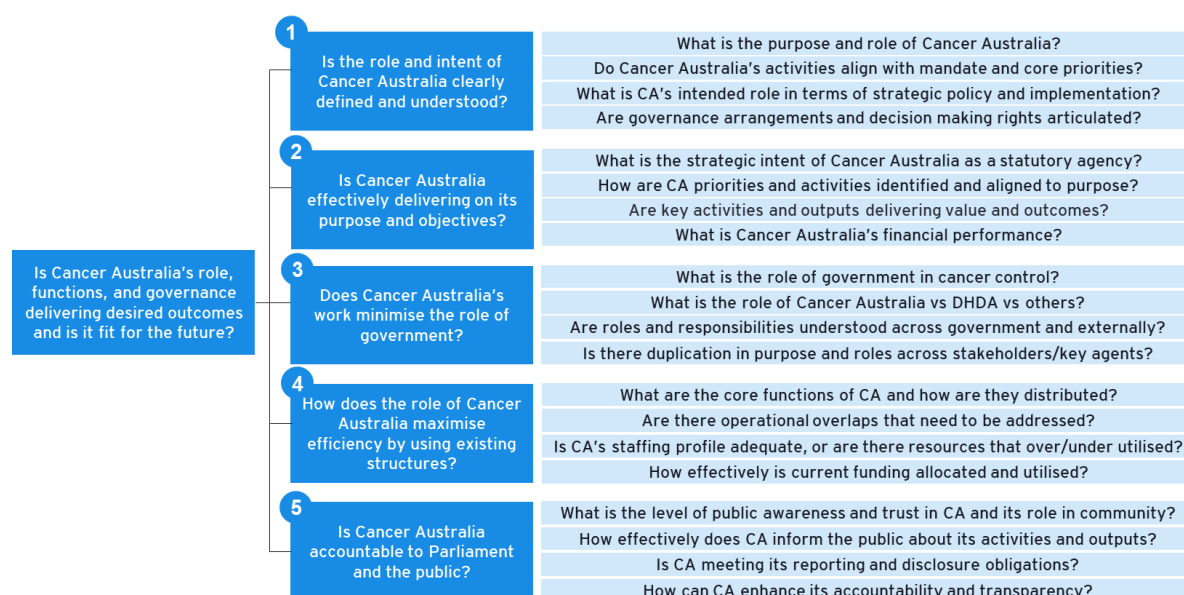 Is Cancer Australia's role,
functions, and governance
delivering desired outcomes
and is it fit for the future?
1
Is the role and intent of
Cancer Australia clearly
defined and understood?
What is the purpose and role of Cancer Australia?
Do Cancer Australia's activities align with mandate and core priorities?
What is CA's intended role in terms of strategic policy and implementation?
Are governance arrangements and decision making rights articulated?
2
Is Cancer Australia
effectively delivering on its
purpose and objectives?
What is the strategic intent of Cancer Australia as a statutory agency?
How are CA priorities and activities identified and aligned to purpose?
Are key activities and outputs delivering value and outcomes?
What is Cancer Australia's financial performance?
3
Does Cancer Australia's
work minimise the role of
government?
What is the role of government in cancer control?
What is the role of Cancer Australia vs DHDA vs others?
Are roles and responsibilities understood across government and externally?
Is there duplication in purpose and roles across stakeholders/key agents?
4
How does the role of Cancer
Australia maximise
efficiency by using existing
structures?
What are the core functions of CA and how are they distributed?
Are there operational overlaps that need to be addressed?
Is CA's staffing profile adequate, or are there resources that over/under utilised?
How effectively is current funding allocated and utilised?
5
Is Cancer Australia
accountable to Parliament
and the public?
What is the level of public awareness and trust in CA and its role in community?
How effectively does CA inform the public about its activities and outputs?
Is CA meeting its reporting and disclosure obligations?
How can CA enhance its accountability and transparency?